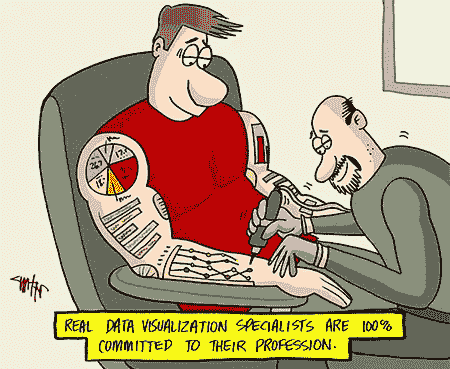 REAL DATA VISUALIZATION SPECIALISTS ARE 100%
COMMITTED TO THEIR PROFESSION.